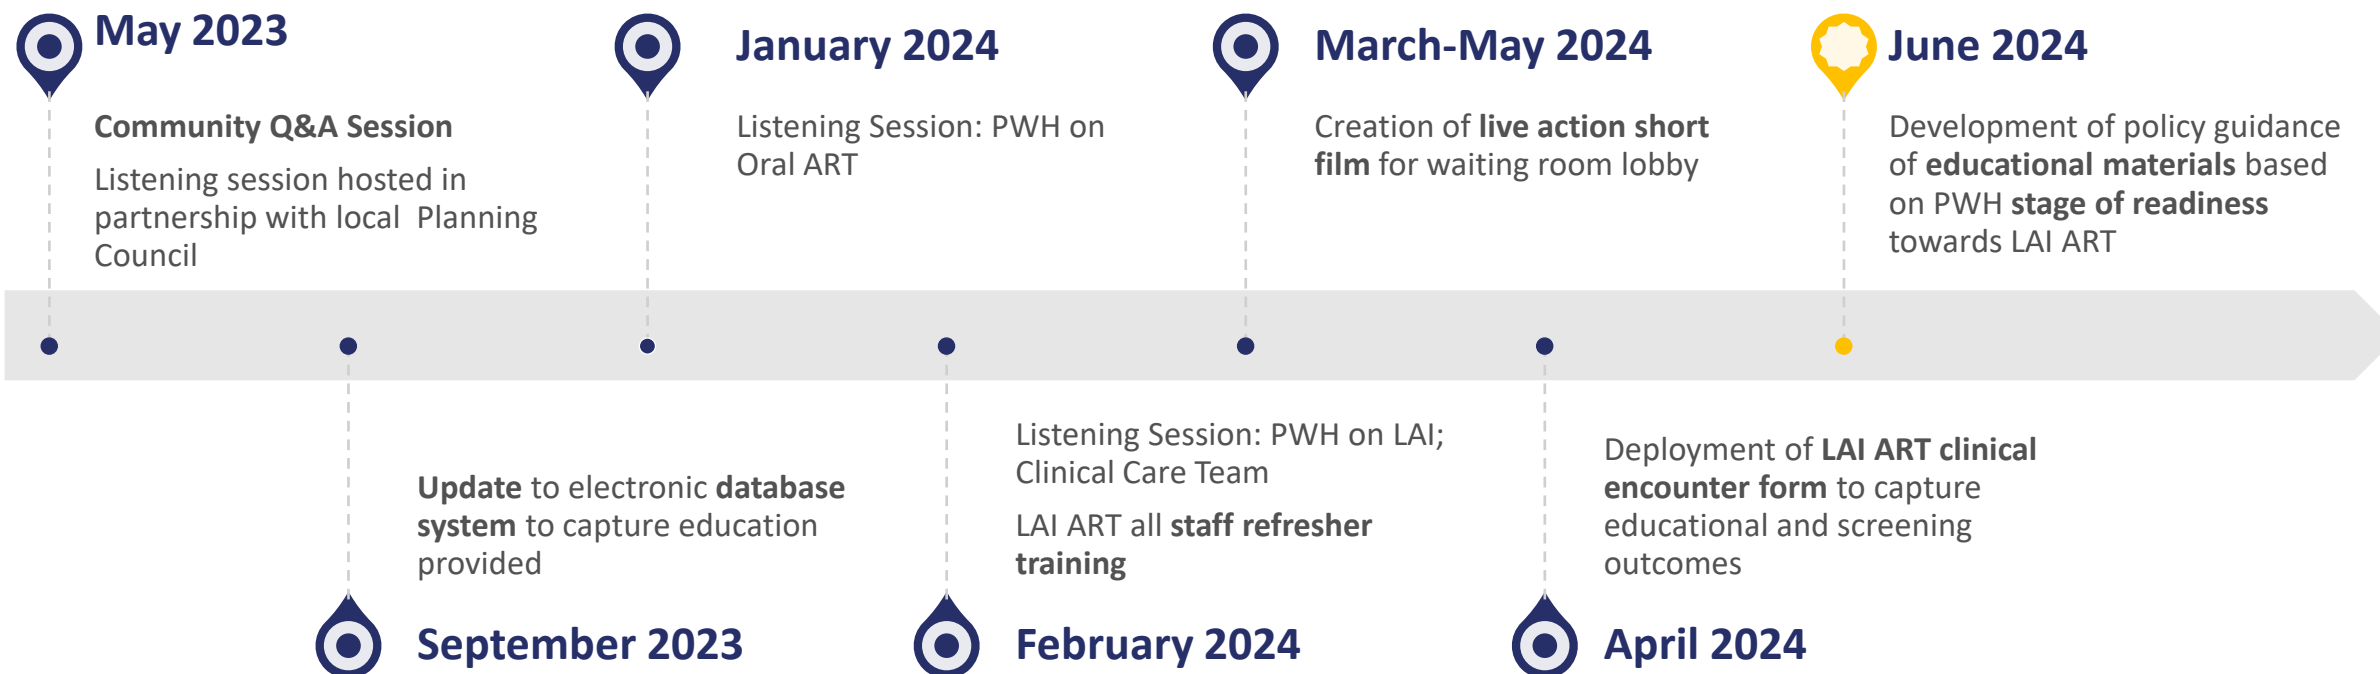 May 2023
Community Q&A Session
Listening session hosted in
partnership with local Planning
Council
September 2023
Update to electronic database
system to capture education
provided
January 2024
Listening Session: PWH on
Oral ART
February 2024
Listening Session: PWH on LAI;
Clinical Care Team
LAI ART all staff refresher
training
March-May 2024
Creation of live action short
film for waiting room lobby
April 2024
Deployment of LAI ART clinical
encounter form to capture
educational and screening
outcomes
June 2024
Development of policy guidance
of educational materials based
on PWH stage of readiness
towards LAI ART